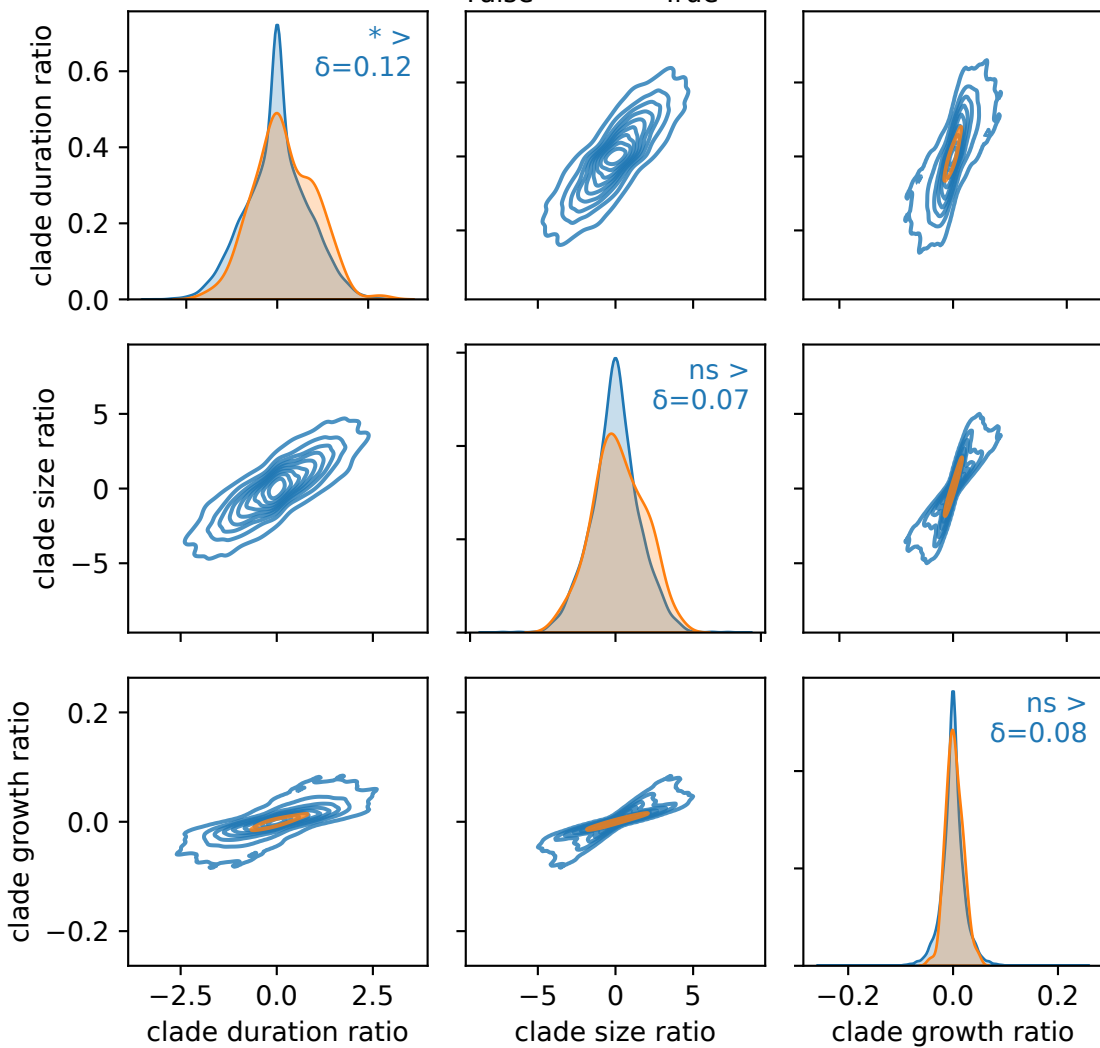 clade duration ratio
0.6
0.4
0.2
0.0
* >
δ=0.12
clade size ratio
5
0
−5
ns >
δ=0.07
clade growth ratio
0.2
0.0
−0.2
ns >
δ=0.08
−2.5 0.0 2.5
−5 0 5
−0.2 0.0 0.2
clade duration ratio
clade size ratio
clade growth ratio